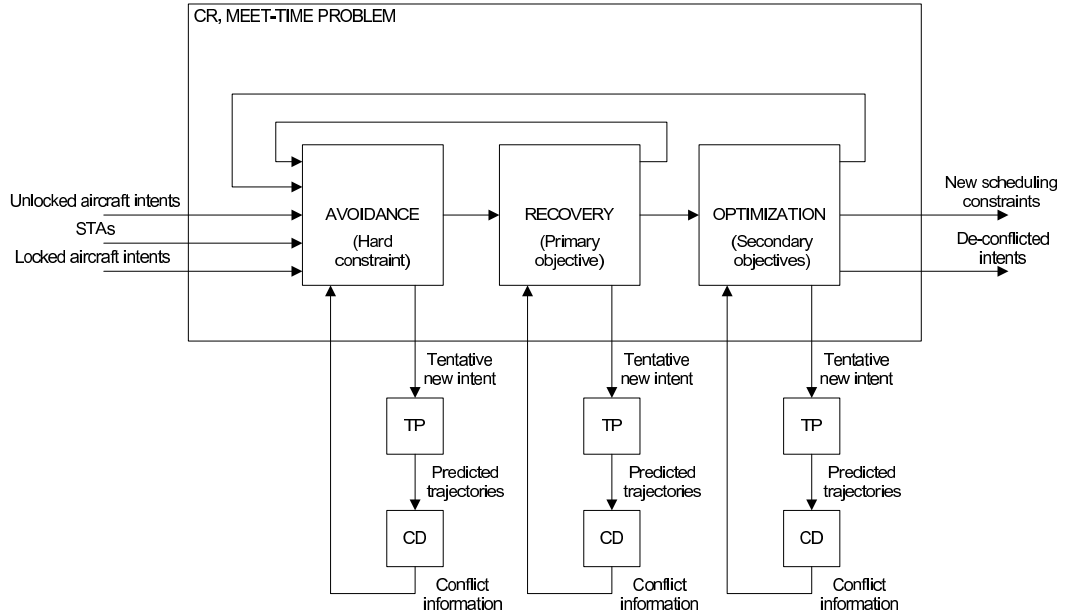 CR, MEET-TIME PROBLEM
Unlocked aircraft intents
STAs
Locked aircraft intents
AVOIDANCE
(Hard
constraint)
RECOVERY
(Primary
objective)
OPTIMIZATION
(Secondary
objectives)
New scheduling
constraints
De-conflicted
intents
Tentative
new intent
Tentative
new intent
Tentative
new intent
TP
TP
TP
Predicted
trajectories
Predicted
trajectories
Predicted
trajectories
CD
CD
CD
Conflict
information
Conflict
information
Conflict
information